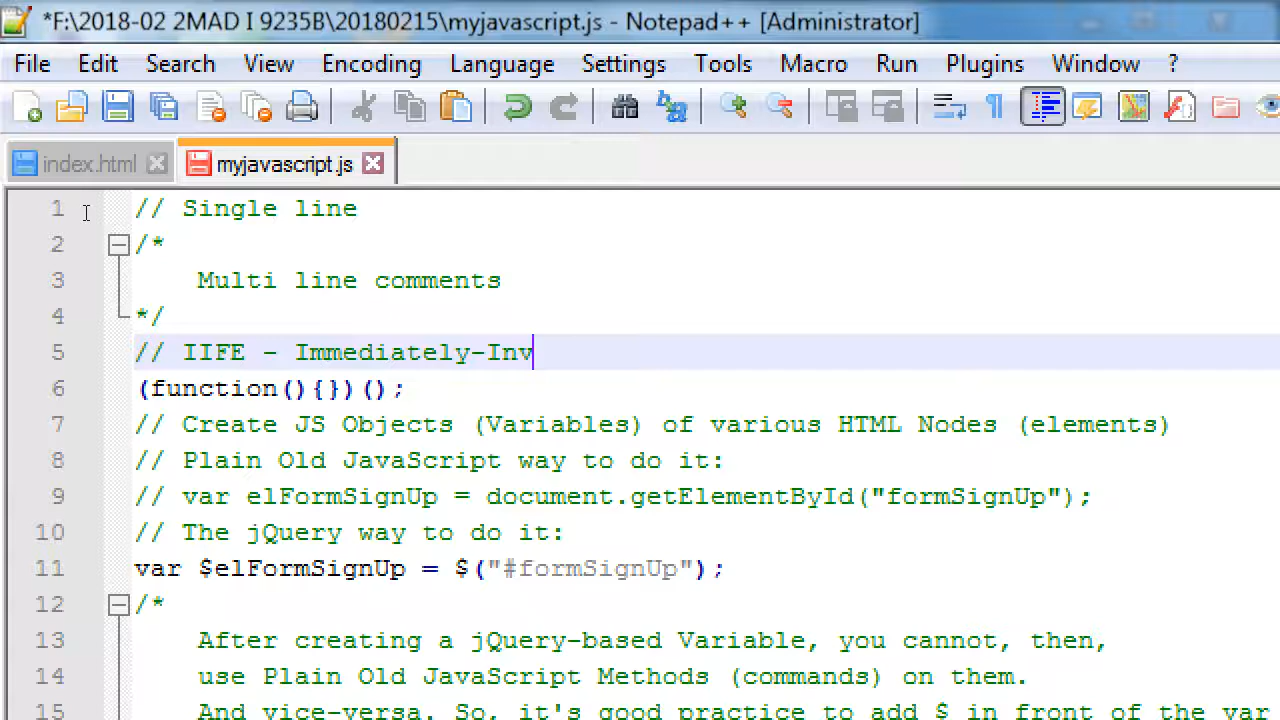 *F:\2018-02 2MAD I 9235B\20180215\myjavascript.js - Notepad++ [Administrator]
File Edit Search View Encoding Language Settings Tools Macro Run Plugins Window ?
index.html myjavascript.js
1 // Single line
2 /*
3 Multi line comments
4 */
5 // IIFE - Immediately-Inv
6 (function(){})();
7 // Create JS Objects (Variables) of various HTML Nodes (elements)
8 // Plain Old JavaScript way to do it:
9 // var elFormSignUp = document.getElementById("formSignUp");
10 // The jQuery way to do it:
11 var $elFormSignUp = $("#formSignUp");
12 /*
13 After creating a jQuery-based Variable, you cannot, then,
14 use Plain Old JavaScript Methods (commands) on them.
15 And vice-versa. So, it's good practice to add $ in front of the var